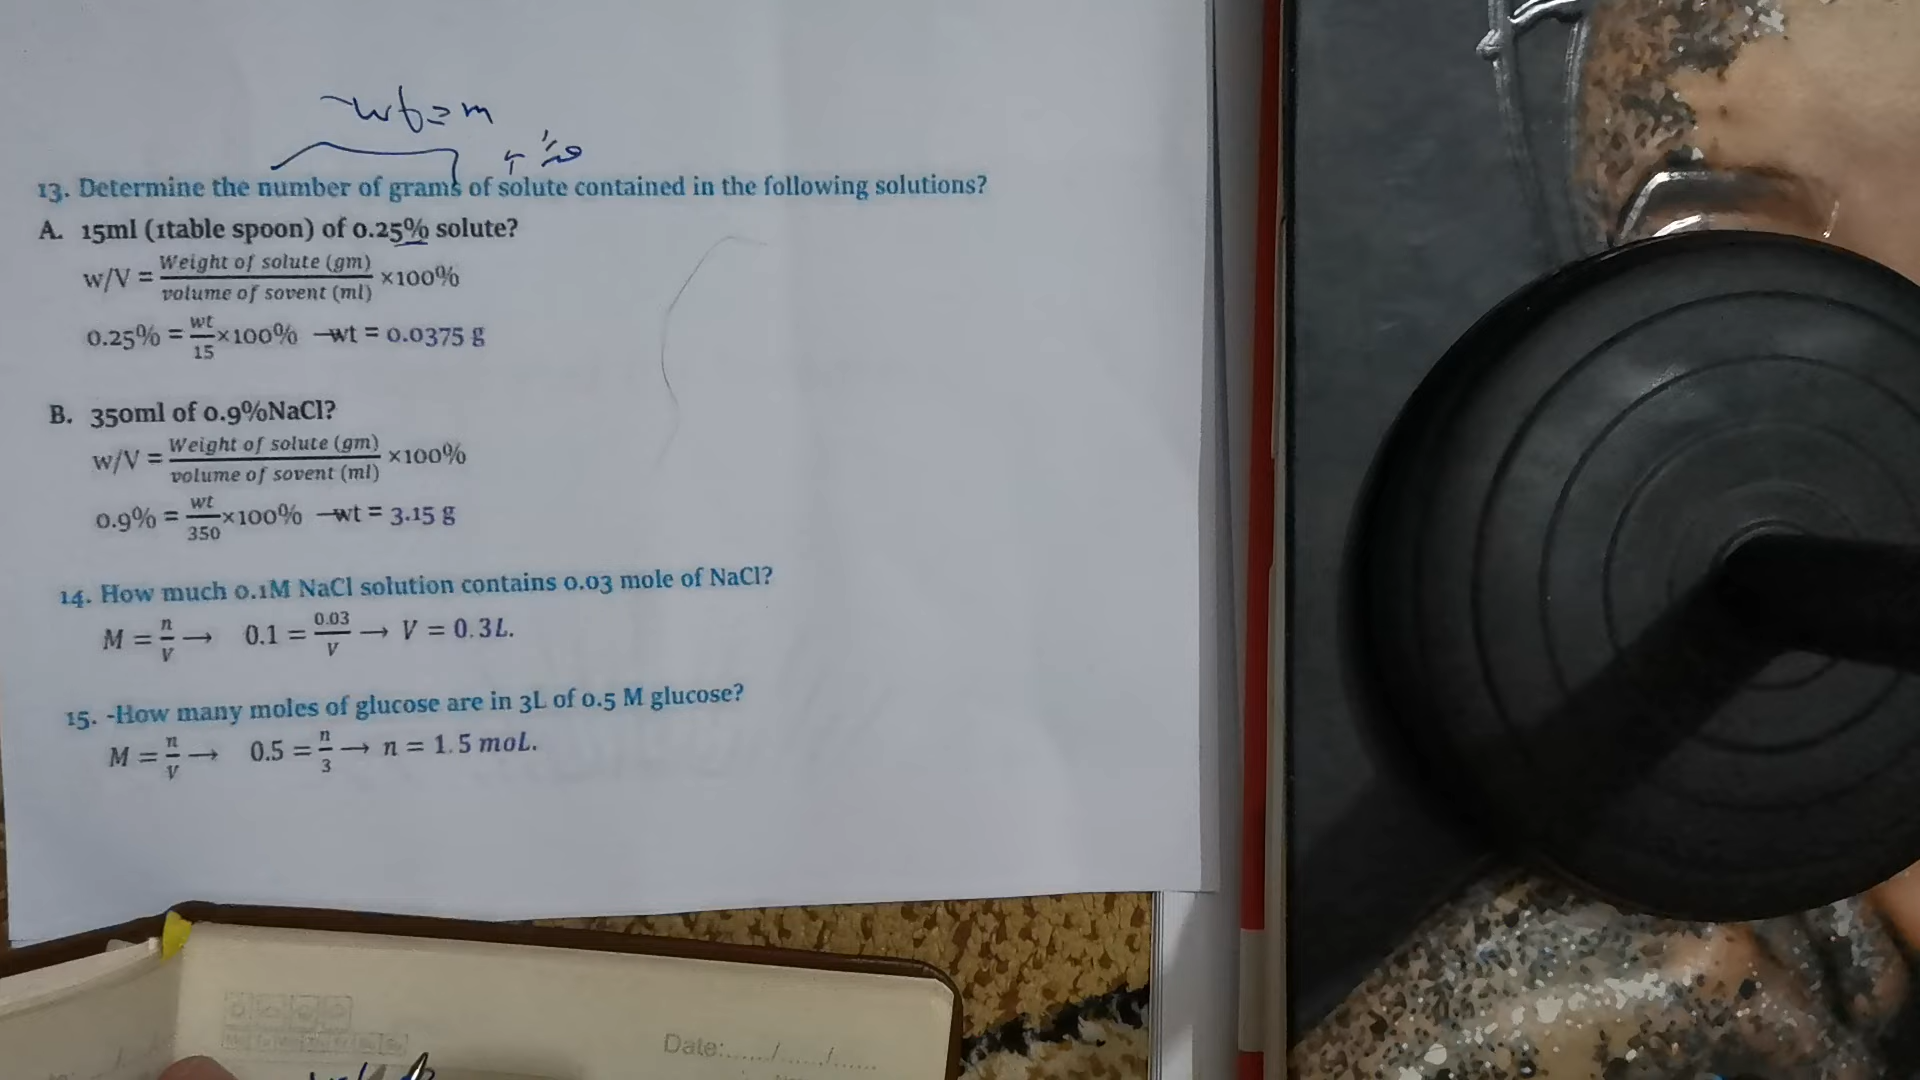 wt = m
13. Determine the number of grams of solute contained in the following solutions?
A. 15ml (1table spoon) of 0.25% solute?
w/V = Weight of solute (gm) / volume of sovent (ml) ×100%
0.25% = wt/15 ×100% →wt = 0.0375 g
B. 350ml of 0.9%NaCl?
w/V = Weight of solute (gm) / volume of sovent (ml) ×100%
0.9% = wt/350 ×100% →wt = 3.15 g
14. How much 0.1M NaCl solution contains 0.03 mole of NaCl?
M = n/V → 0.1 = 0.03/V → V = 0.3L.
15. -How many moles of glucose are in 3L of 0.5 M glucose?
M = n/V → 0.5 = n/3 → n = 1.5 moL.
Date:....../....../......